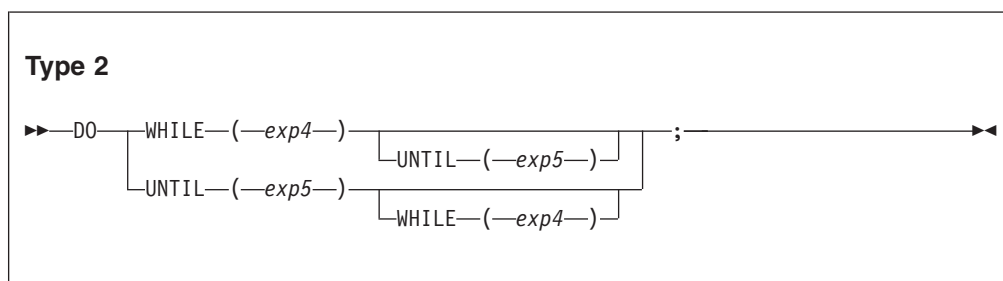 Type 2
DO WHILE ( exp4 ) ;
UNTIL ( exp5 )
UNTIL ( exp5 )
WHILE ( exp4 )